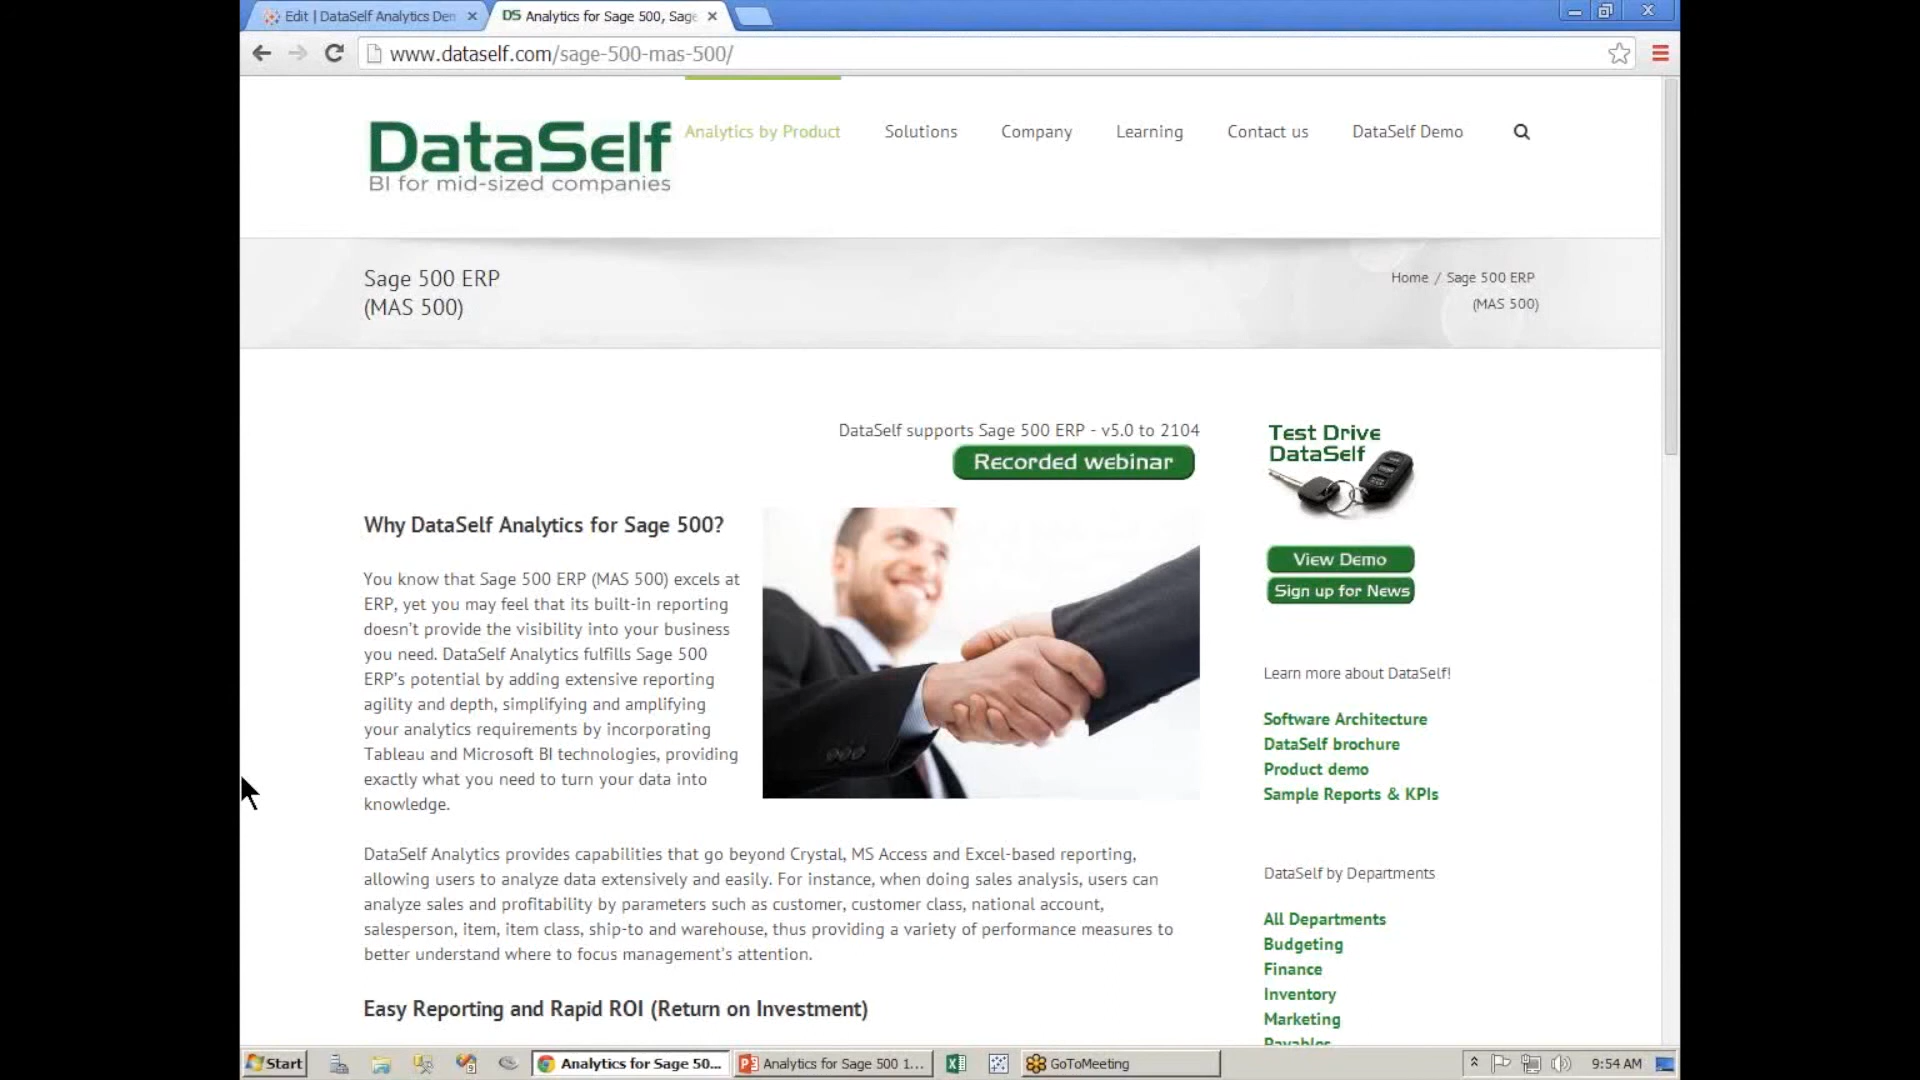 Edit | DataSelf Analytics Den
DS Analytics for Sage 500, Sage
www.dataself.com/sage-500-mas-500/
DataSelf
BI for mid-sized companies
Analytics by Product
Solutions
Company
Learning
Contact us
DataSelf Demo
Sage 500 ERP
(MAS 500)
Home / Sage 500 ERP
(MAS 500)
DataSelf supports Sage 500 ERP - v5.0 to 2104
Recorded webinar
Why DataSelf Analytics for Sage 500?
You know that Sage 500 ERP (MAS 500) excels at
ERP, yet you may feel that its built-in reporting
doesn't provide the visibility into your business
you need. DataSelf Analytics fulfills Sage 500
ERP's potential by adding extensive reporting
agility and depth, simplifying and amplifying
your analytics requirements by incorporating
Tableau and Microsoft BI technologies, providing
exactly what you need to turn your data into
knowledge.
DataSelf Analytics provides capabilities that go beyond Crystal, MS Access and Excel-based reporting,
allowing users to analyze data extensively and easily. For instance, when doing sales analysis, users can
analyze sales and profitability by parameters such as customer, customer class, national account,
salesperson, item, item class, ship-to and warehouse, thus providing a variety of performance measures to
better understand where to focus management's attention.
Easy Reporting and Rapid ROI (Return on Investment)
Test Drive
DataSelf
View Demo
Sign up for News
Learn more about DataSelf!
Software Architecture
DataSelf brochure
Product demo
Sample Reports & KPIs
DataSelf by Departments
All Departments
Budgeting
Finance
Inventory
Marketing
Payables
Start
Analytics for Sage 50...
Analytics for Sage 500 1...
GoToMeeting
9:54 AM